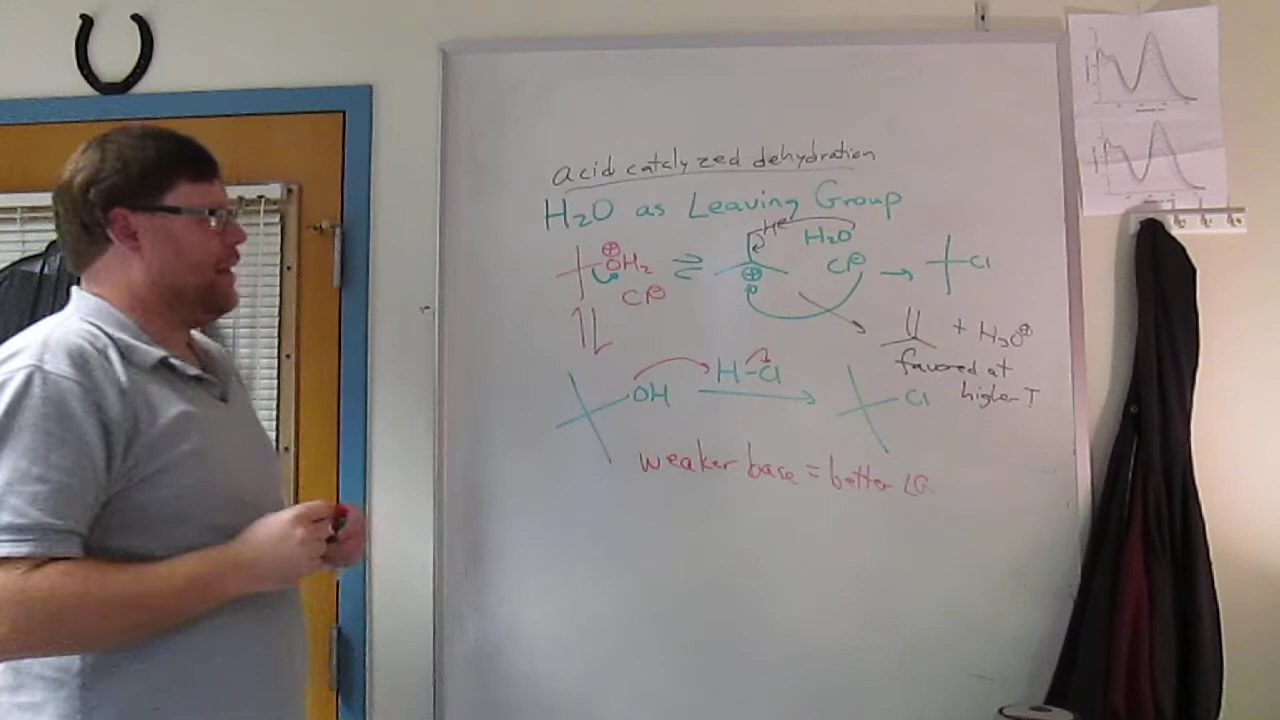 acid catalyzed dehydration
H2O as Leaving Group
H H2O
⊕OH2 ⇌ ⊕ Cl⊖ → Cl
Cl⊖
+ H3O⊕
favored at
higher T
OH H-Cl → Cl
weaker base = better LG